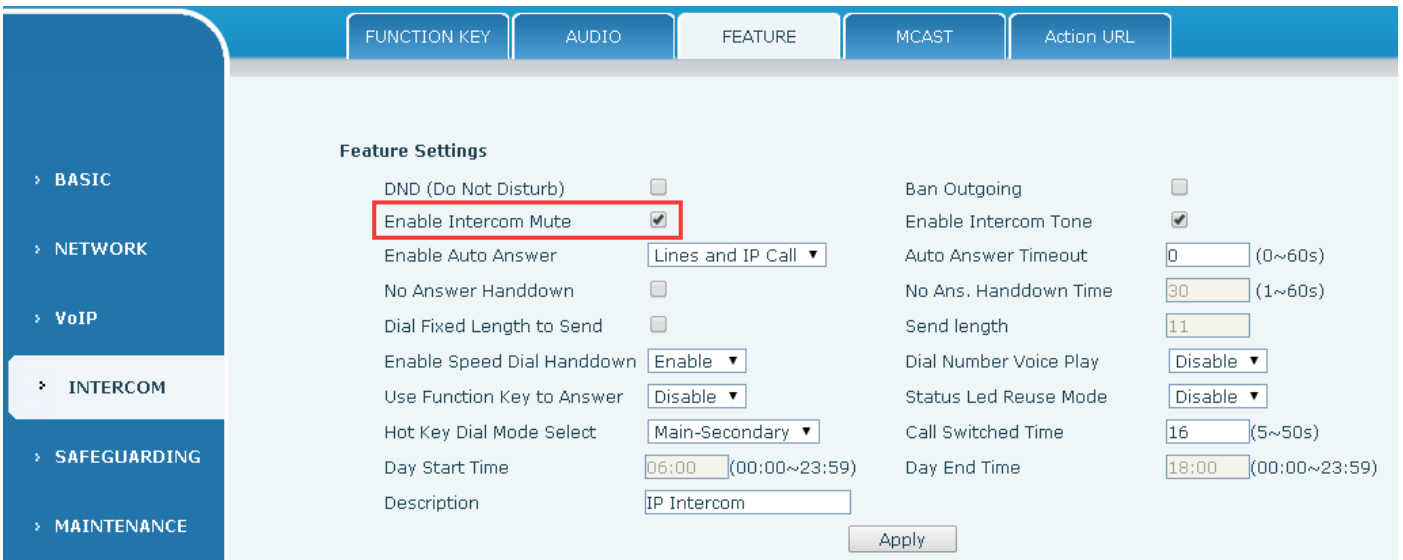 FUNCTION KEY AUDIO FEATURE MCAST Action URL
Feature Settings
› BASIC
DND (Do Not Disturb) Ban Outgoing
Enable Intercom Mute Enable Intercom Tone
› NETWORK
Enable Auto Answer Lines and IP Call ▼ Auto Answer Timeout 0 (0~60s)
No Answer Handdown No Ans. Handdown Time 30 (1~60s)
› VoIP
Dial Fixed Length to Send Send length 11
Enable Speed Dial Handdown Enable ▼ Dial Number Voice Play Disable ▼
› INTERCOM
Use Function Key to Answer Disable ▼ Status Led Reuse Mode Disable ▼
Hot Key Dial Mode Select Main-Secondary ▼ Call Switched Time 16 (5~50s)
› SAFEGUARDING
Day Start Time 06:00 (00:00~23:59) Day End Time 18:00 (00:00~23:59)
Description IP Intercom
› MAINTENANCE
Apply